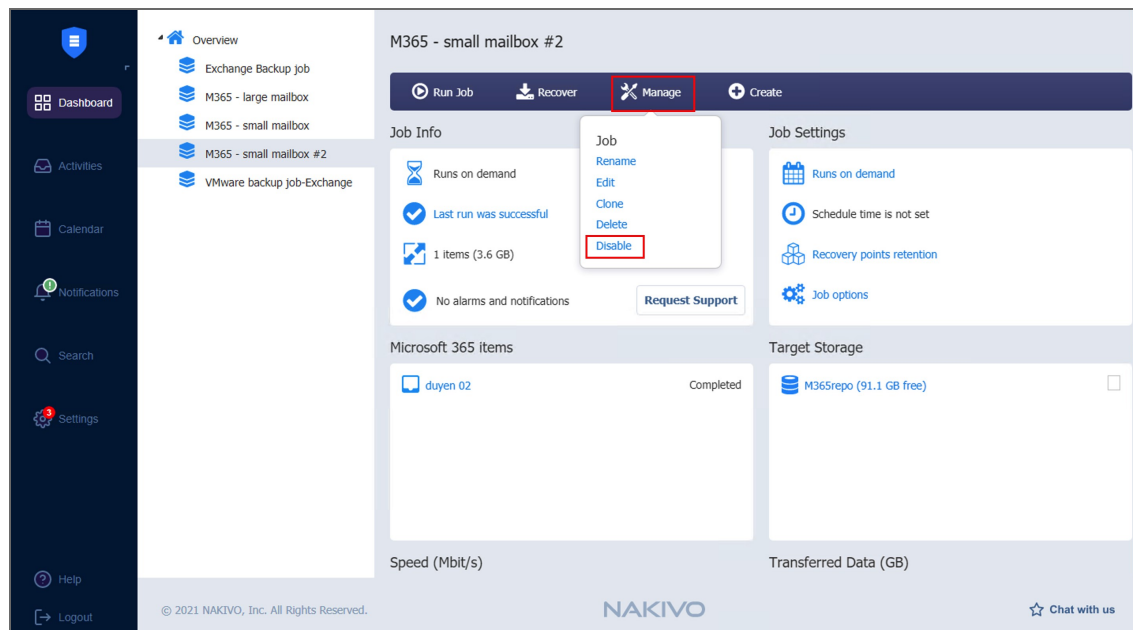 Dashboard
Activities
Calendar
Notifications
Search
3
Settings
Help
Logout
Overview
Exchange Backup job
M365 - large mailbox
M365 - small mailbox
M365 - small mailbox #2
VMware backup job-Exchange
M365 - small mailbox #2
Run Job Recover Manage Create
Job Info
Runs on demand
Last run was successful
1 items (3.6 GB)
No alarms and notifications
Request Support
Job
Rename
Edit
Clone
Delete
Disable
Job Settings
Runs on demand
Schedule time is not set
Recovery points retention
Job options
Microsoft 365 items
duyen 02 Completed
Target Storage
M365repo (91.1 GB free)
Speed (Mbit/s)
Transferred Data (GB)
© 2021 NAKIVO, Inc. All Rights Reserved.
NAKIVO
Chat with us